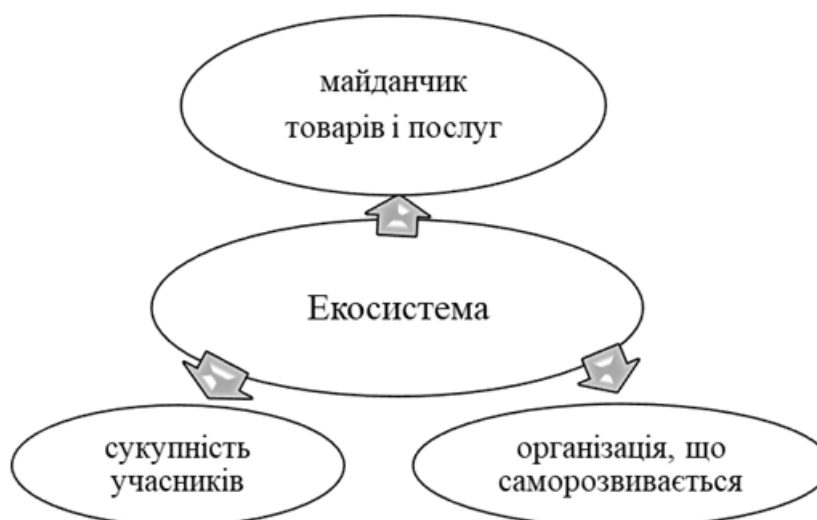 майданчик
товарів і послуг
Екосистема
сукупність
учасників
організація, що
саморозвивається